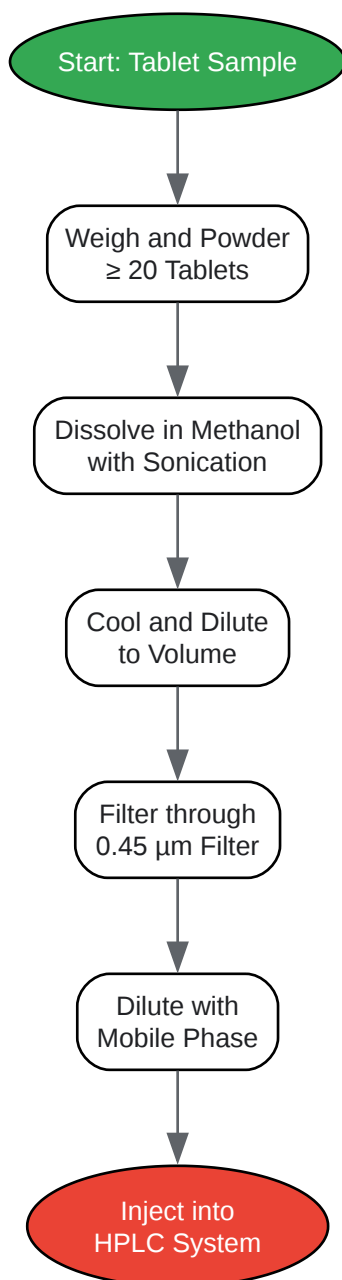 Start: Tablet Sample
Weigh and Powder
≥ 20 Tablets
Dissolve in Methanol
with Sonication
Cool and Dilute
to Volume
Filter through
0.45 µm Filter
Dilute with
Mobile Phase
Inject into
HPLC System